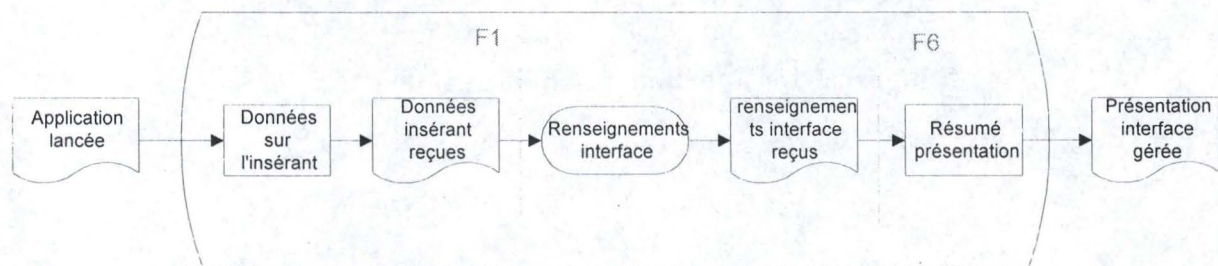 F1
F6
Application
lancée
Données
sur
l'insérant
Données
insérant
reçues
Renseignements
interface
renseignemen
ts interface
reçus
Résumé
présentation
Présentation
interface
gérée